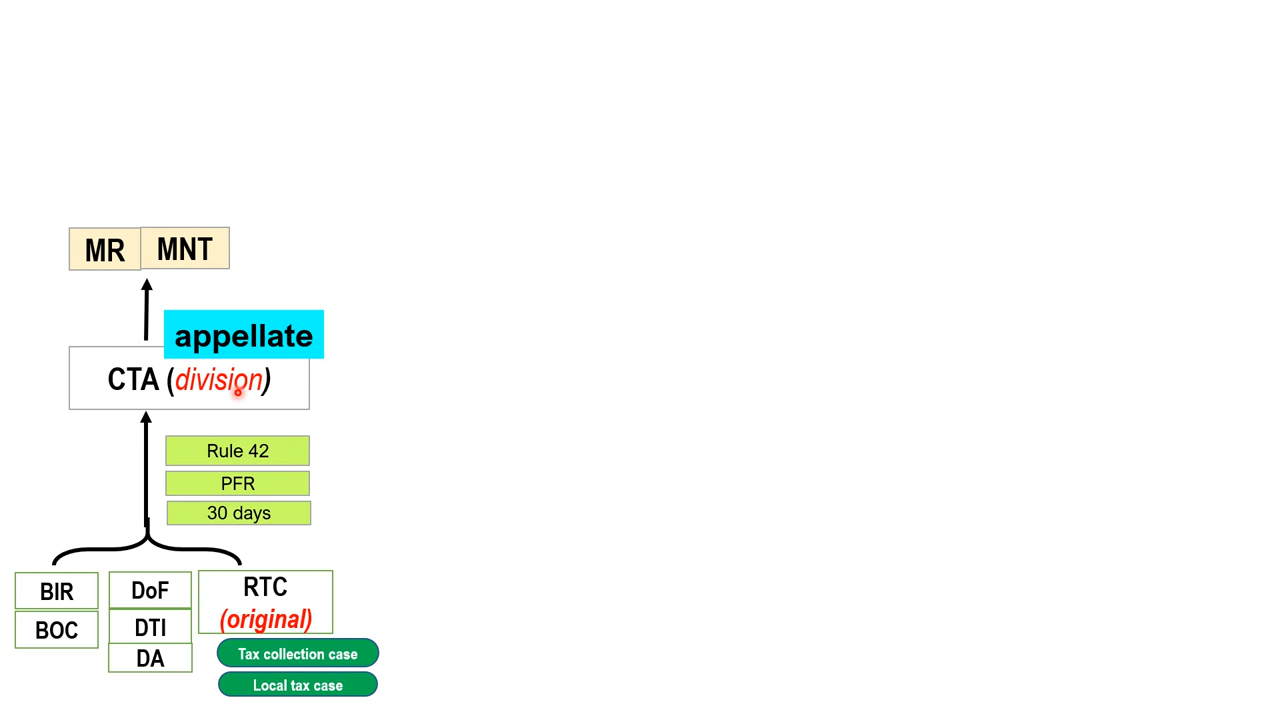 MR MNT
appellate
CTA (division)
Rule 42
PFR
30 days
BIR DoF RTC
(original)
BOC DTI
DA
Tax collection case
Local tax case